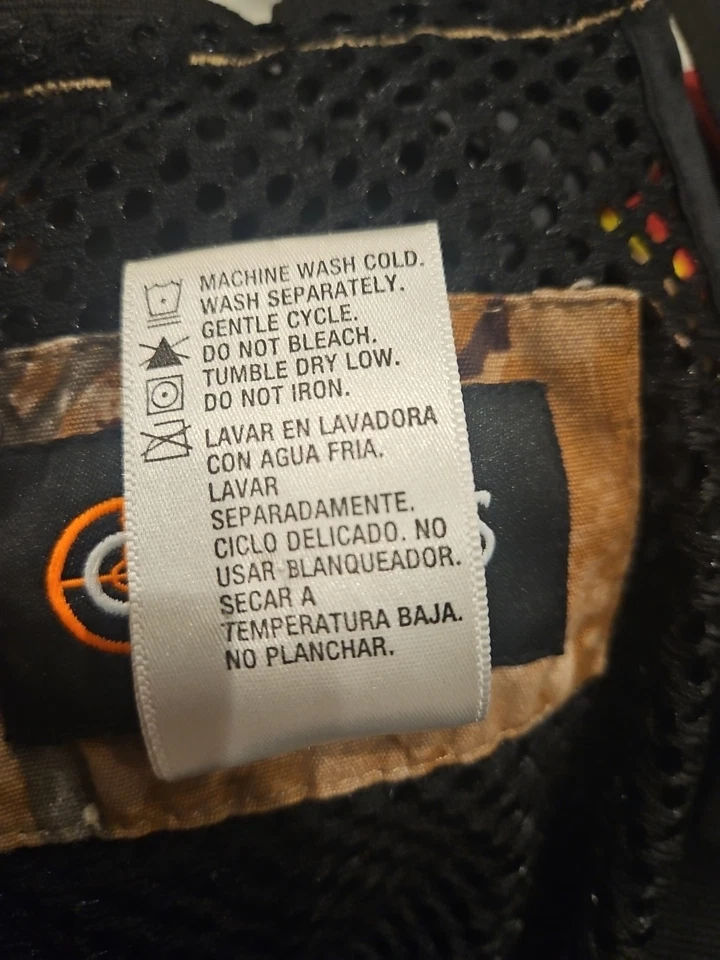 MACHINE WASH COLD.
WASH SEPARATELY.
GENTLE CYCLE.
DO NOT BLEACH.
TUMBLE DRY LOW.
DO NOT IRON.
LAVAR EN LAVADORA
CON AGUA FRIA.
LAVAR
SEPARADAMENTE.
CICLO DELICADO. NO
USAR BLANQUEADOR.
SECAR A
TEMPERATURA BAJA.
NO PLANCHAR.